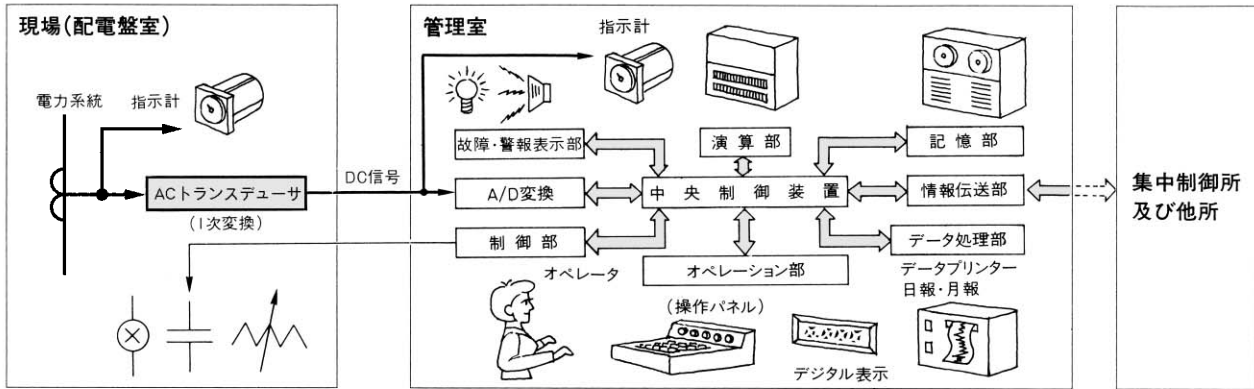 現場(配電盤室)
電力系統
指示計
ACトランスデューサ
(1次変換)
DC信号
管理室
指示計
故障・警報表示部
演算部
記憶部
A/D変換
中央制御装置
情報伝送部
制御部
オペレータ
オペレーション部
データ処理部
データプリンター
日報・月報
(操作パネル)
デジタル表示
集中制御所
及び他所